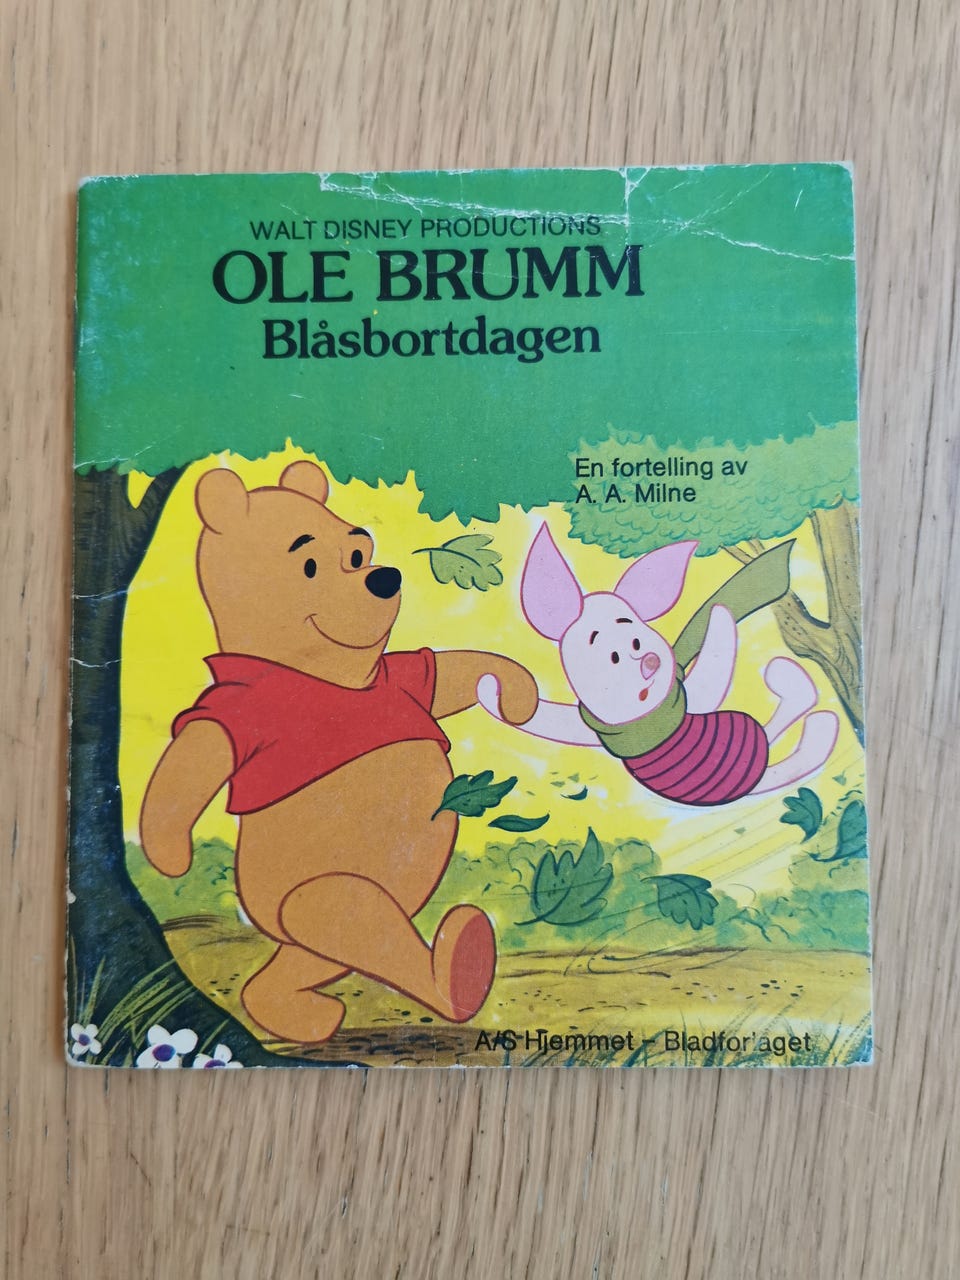 WALT DISNEY PRODUCTIONS
OLE BRUMM
Blåsbortdagen
En fortelling av
A. A. Milne
A/S Hjemmet – Bladforlaget